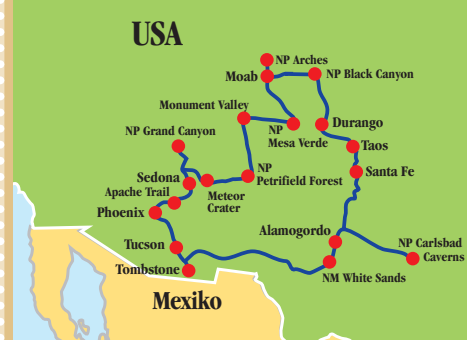 USA
NP Arches
Moab
NP Black Canyon
Monument Valley
NP
Mesa Verde
Durango
NP Grand Canyon
Taos
Sedona
NP
Petrifield Forest
Santa Fe
Apache Trail
Meteor
Crater
Phoenix
Alamogordo
Tucson
NP Carlsbad
Caverns
Tombstone
NM White Sands
Mexiko